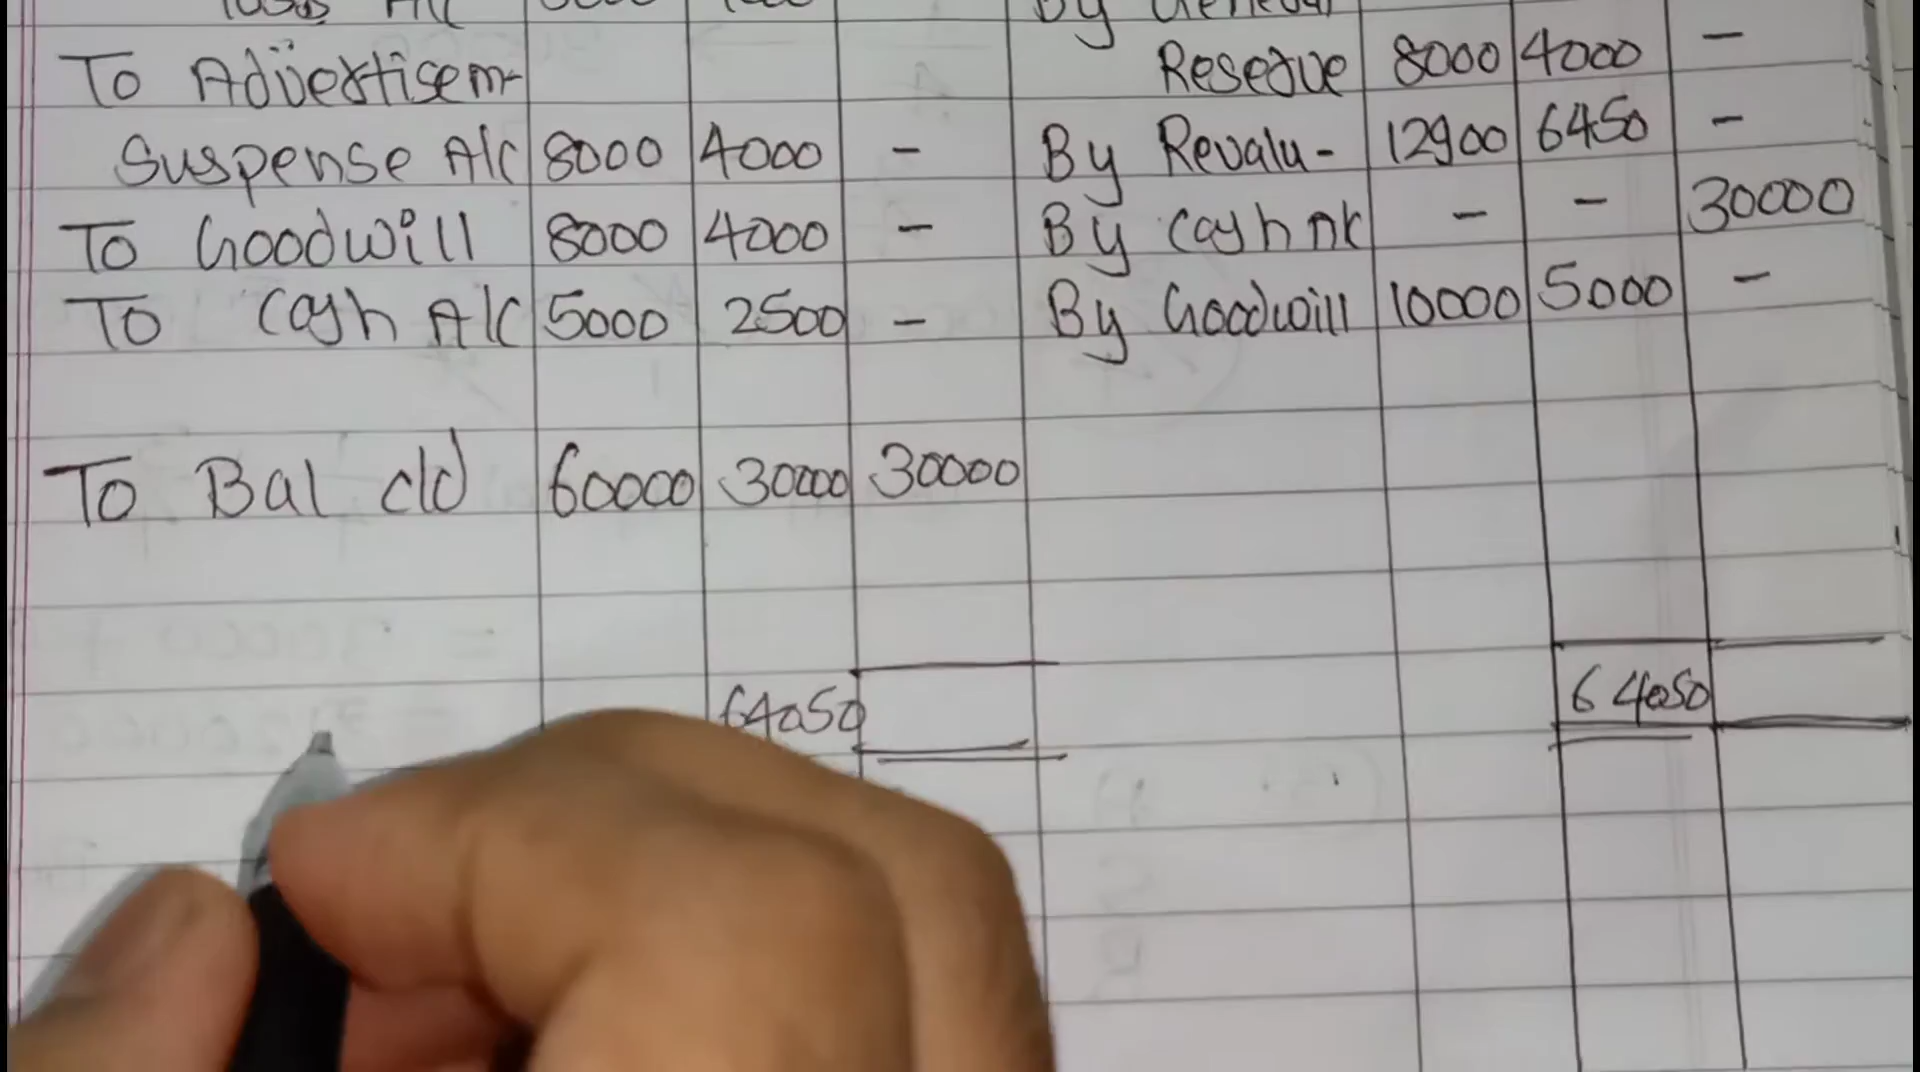 To Advertisem-
Reserve 8000 4000 -
Suspense A/C 8000 4000 -
By Revalu- 12900 6450 -
To Goodwill 8000 4000 -
By Cash A/c - - 30000
To Cash A/C 5000 2500 -
By Goodwill 10000 5000 -
To Bal c/d 60000 30000 30000
64050
64050